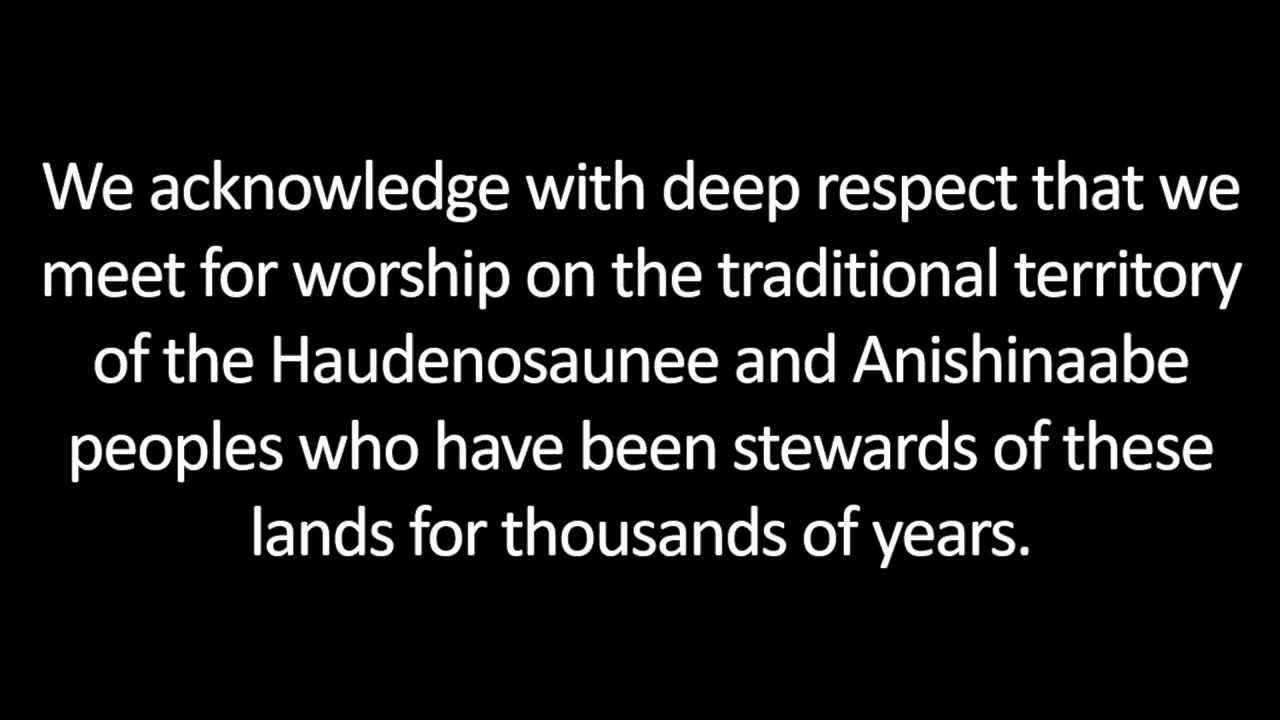 We acknowledge with deep respect that we
meet for worship on the traditional territory
of the Haudenosaunee and Anishinaabe
peoples who have been stewards of these
lands for thousands of years.